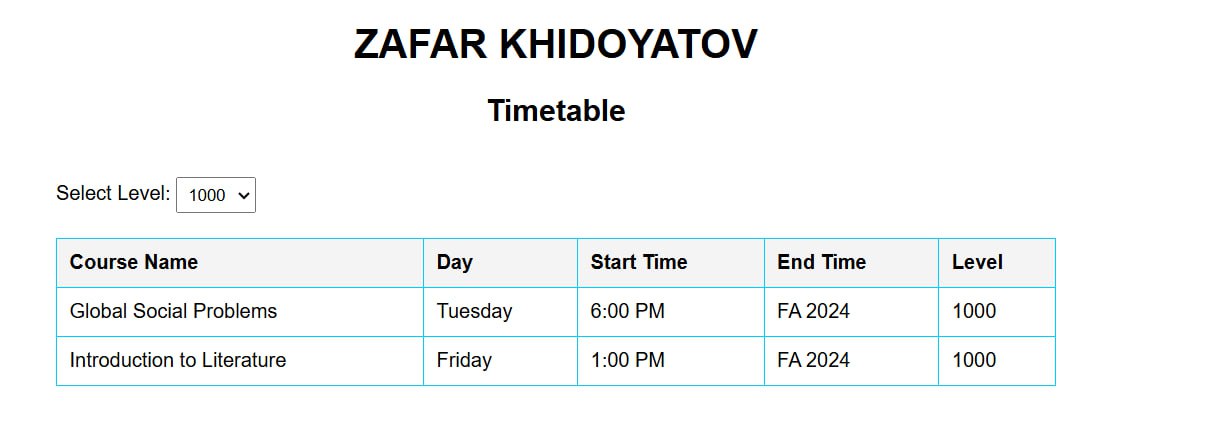 ZAFAR KHIDOYATOV
Timetable
Select Level: 1000
Course Name Day Start Time End Time Level
Global Social Problems Tuesday 6:00 PM FA 2024 1000
Introduction to Literature Friday 1:00 PM FA 2024 1000